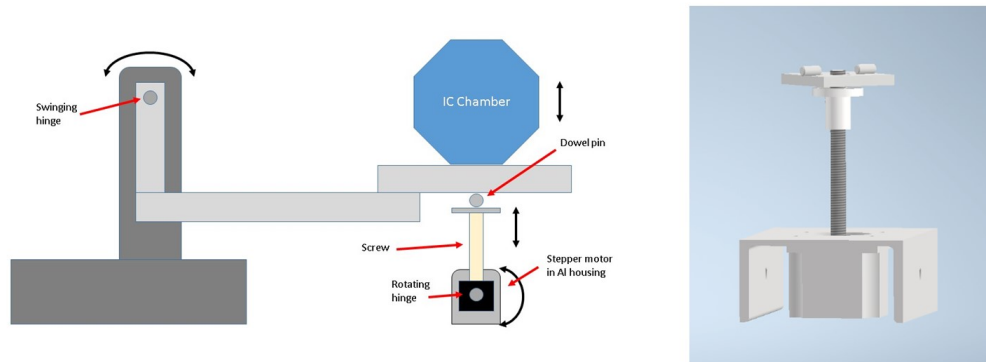 Swinging
hinge
IC Chamber
Dowel pin
Screw
Stepper motor
in Al housing
Rotating
hinge